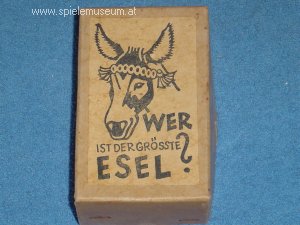 www.spielemuseum.at
WER
IST DER GRÖSSTE
ESEL?